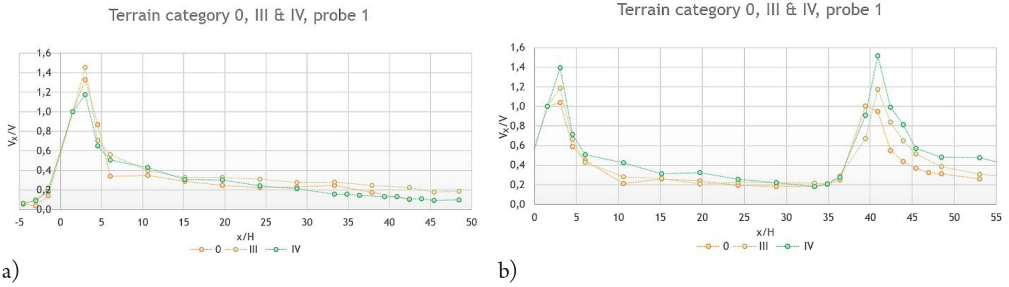 Terrain category 0, III & IV, probe 1
1,6
1,4
1,2
1,0
0,8
0,6
0,4
0,2
0,0
Vx/V
-5 0 5 10 15 20 25 30 35 40 45 50
x/H
0 III IV
a)
Terrain category 0, III & IV, probe 1
1,6
1,4
1,2
1,0
0,8
0,6
0,4
0,2
0,0
Vx/V
0 5 10 15 20 25 30 35 40 45 50 55
x/H
0 III IV
b)